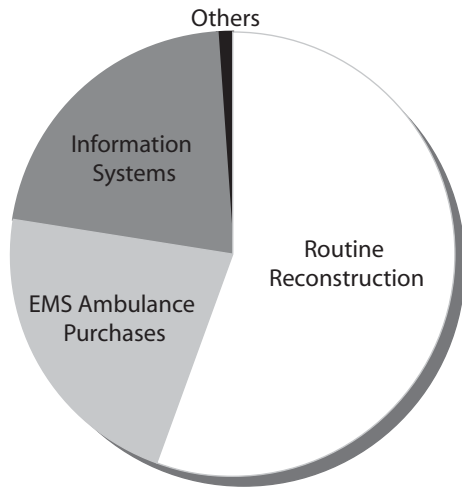 Others
Information
Systems
Routine
Reconstruction
EMS Ambulance
Purchases